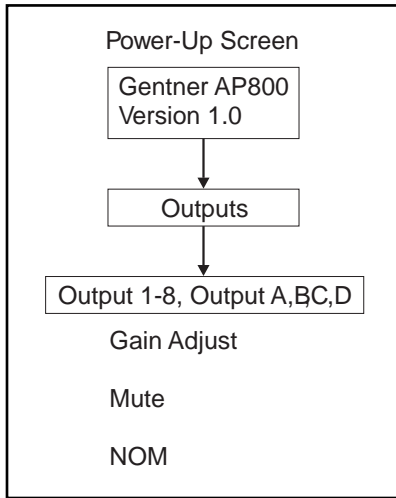 Power-Up Screen
Gentner AP800
Version 1.0
Outputs
Output 1-8, Output A,B,C,D
Gain Adjust
Mute
NOM